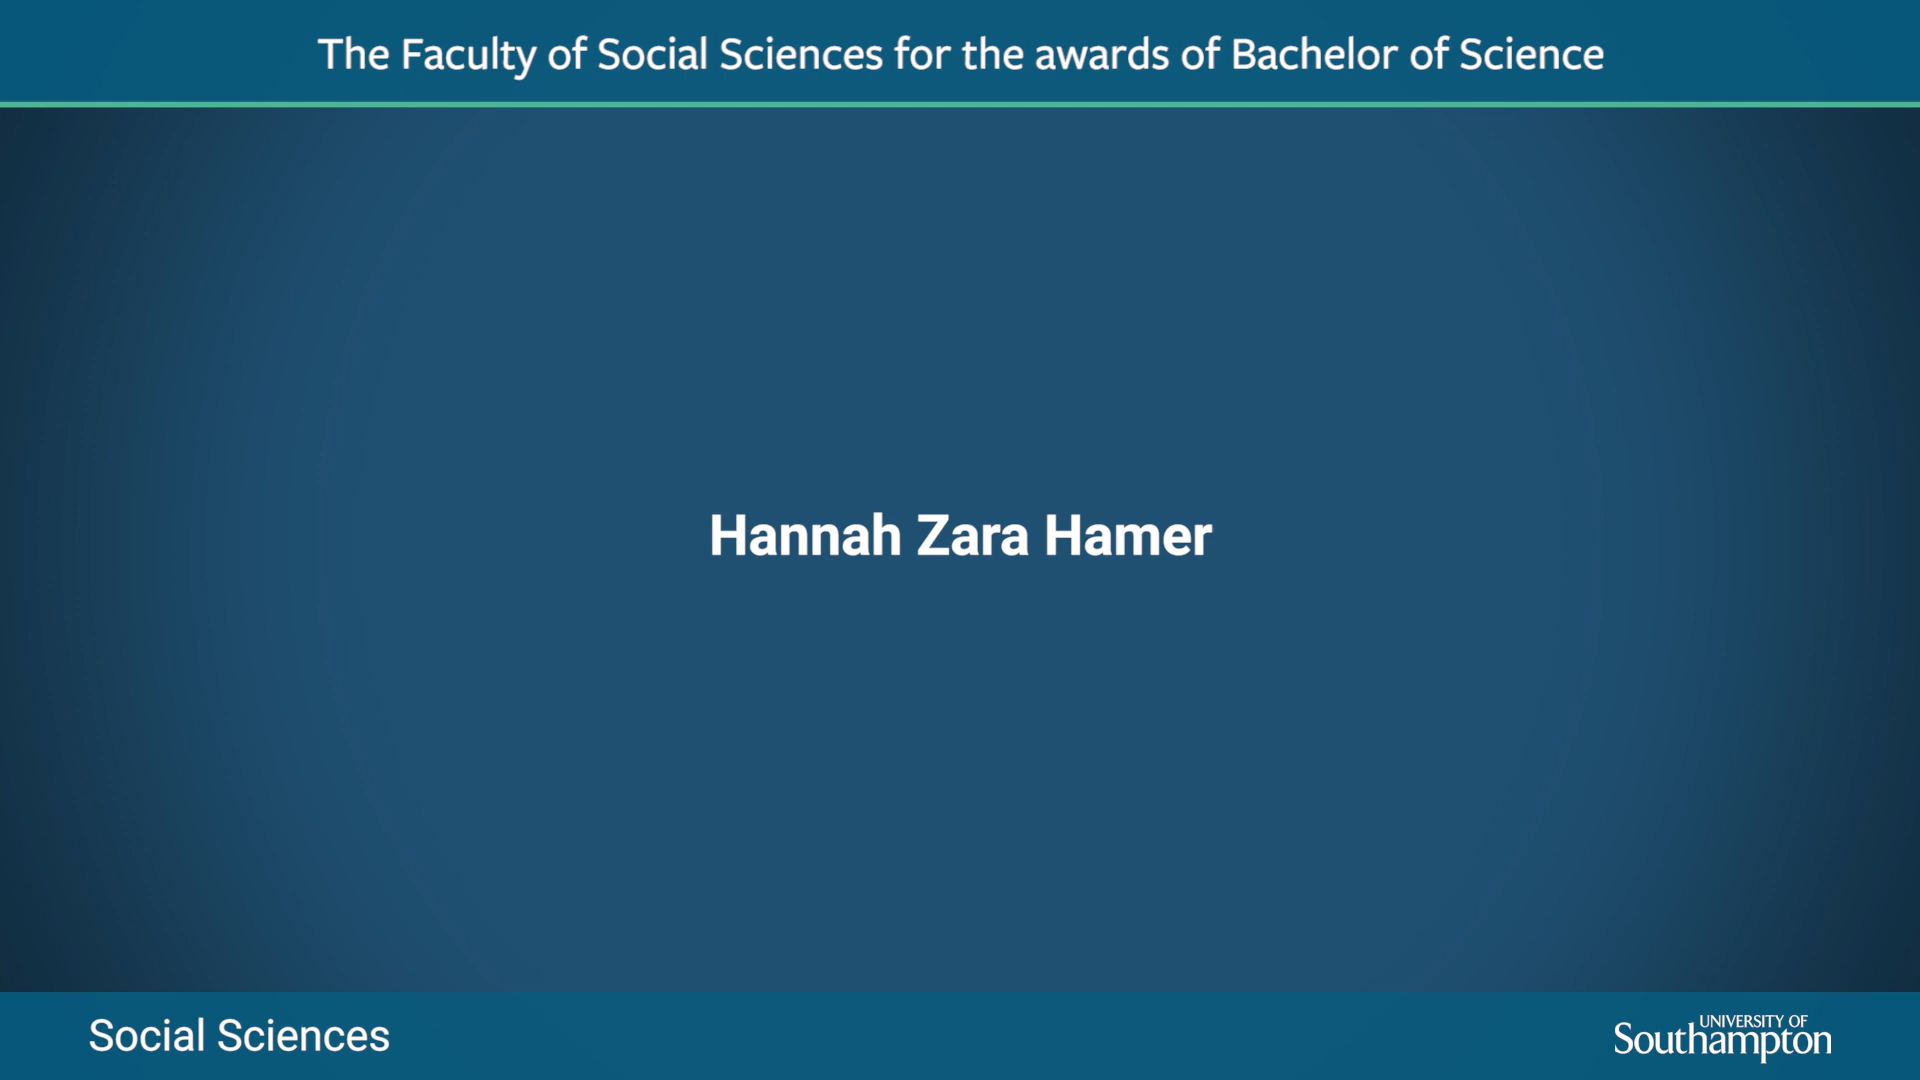 The Faculty of Social Sciences for the awards of Bachelor of Science
Hannah Zara Hamer
Social Sciences
UNIVERSITY OF
Southampton